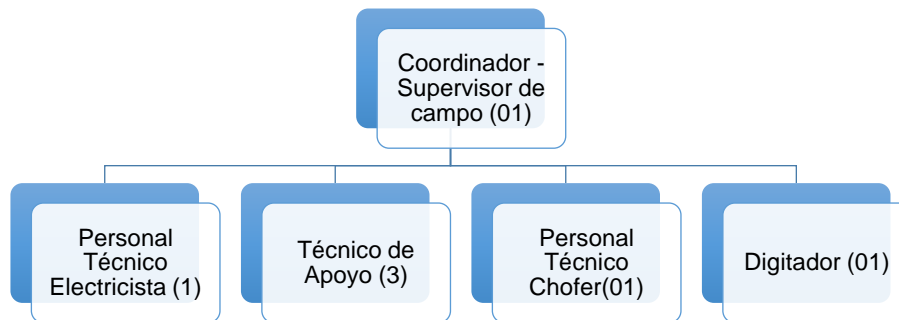 Coordinador -
Supervisor de
campo (01)
Personal
Técnico
Electricista (1)
Técnico de
Apoyo (3)
Personal
Técnico
Chofer(01)
Digitador (01)